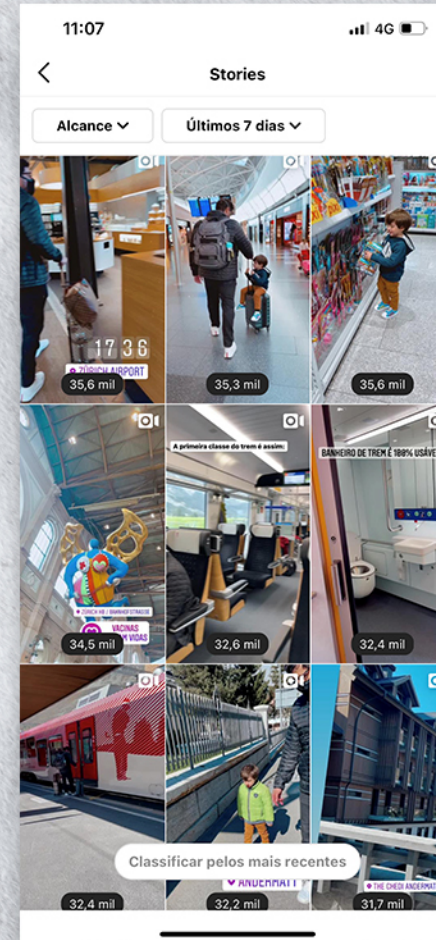 11:07
4G
Stories
Alcance
Últimos 7 dias
17 36
ZÜRICH AIRPORT
35,6 mil
35,3 mil
35,6 mil
A primeira classe do trem é assim:
BANHEIRO DE TREM É 100% USÁVE
ZÜRICH HB / BAHNHOFSTRASSE
VACINAS
M VIDAS
34,5 mil
32,6 mil
32,4 mil
Classificar pelos mais recentes
ANDERMATT
THE CHEDI ANDERMAT
32,4 mil
32,2 mil
31,7 mil